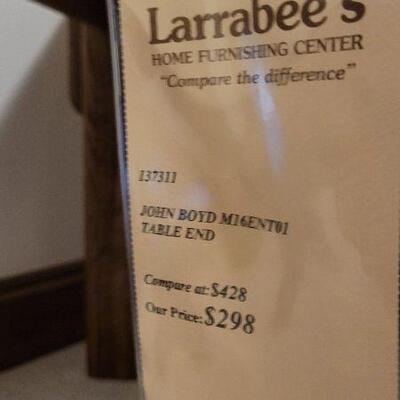 Larrabee's
HOME FURNISHING CENTER
"Compare the difference"
137311
JOHN BOYD M16ENT01
TABLE END
Compare at: $428
Our Price: $298